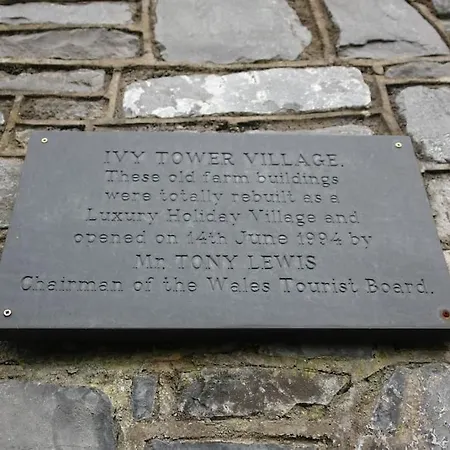 IVY TOWER VILLAGE.
These old farm buildings
were totally rebuilt as a
Luxury Holiday Village and
opened on 14th June 1994 by
Mr. TONY LEWIS
Chairman of the Wales Tourist Board.